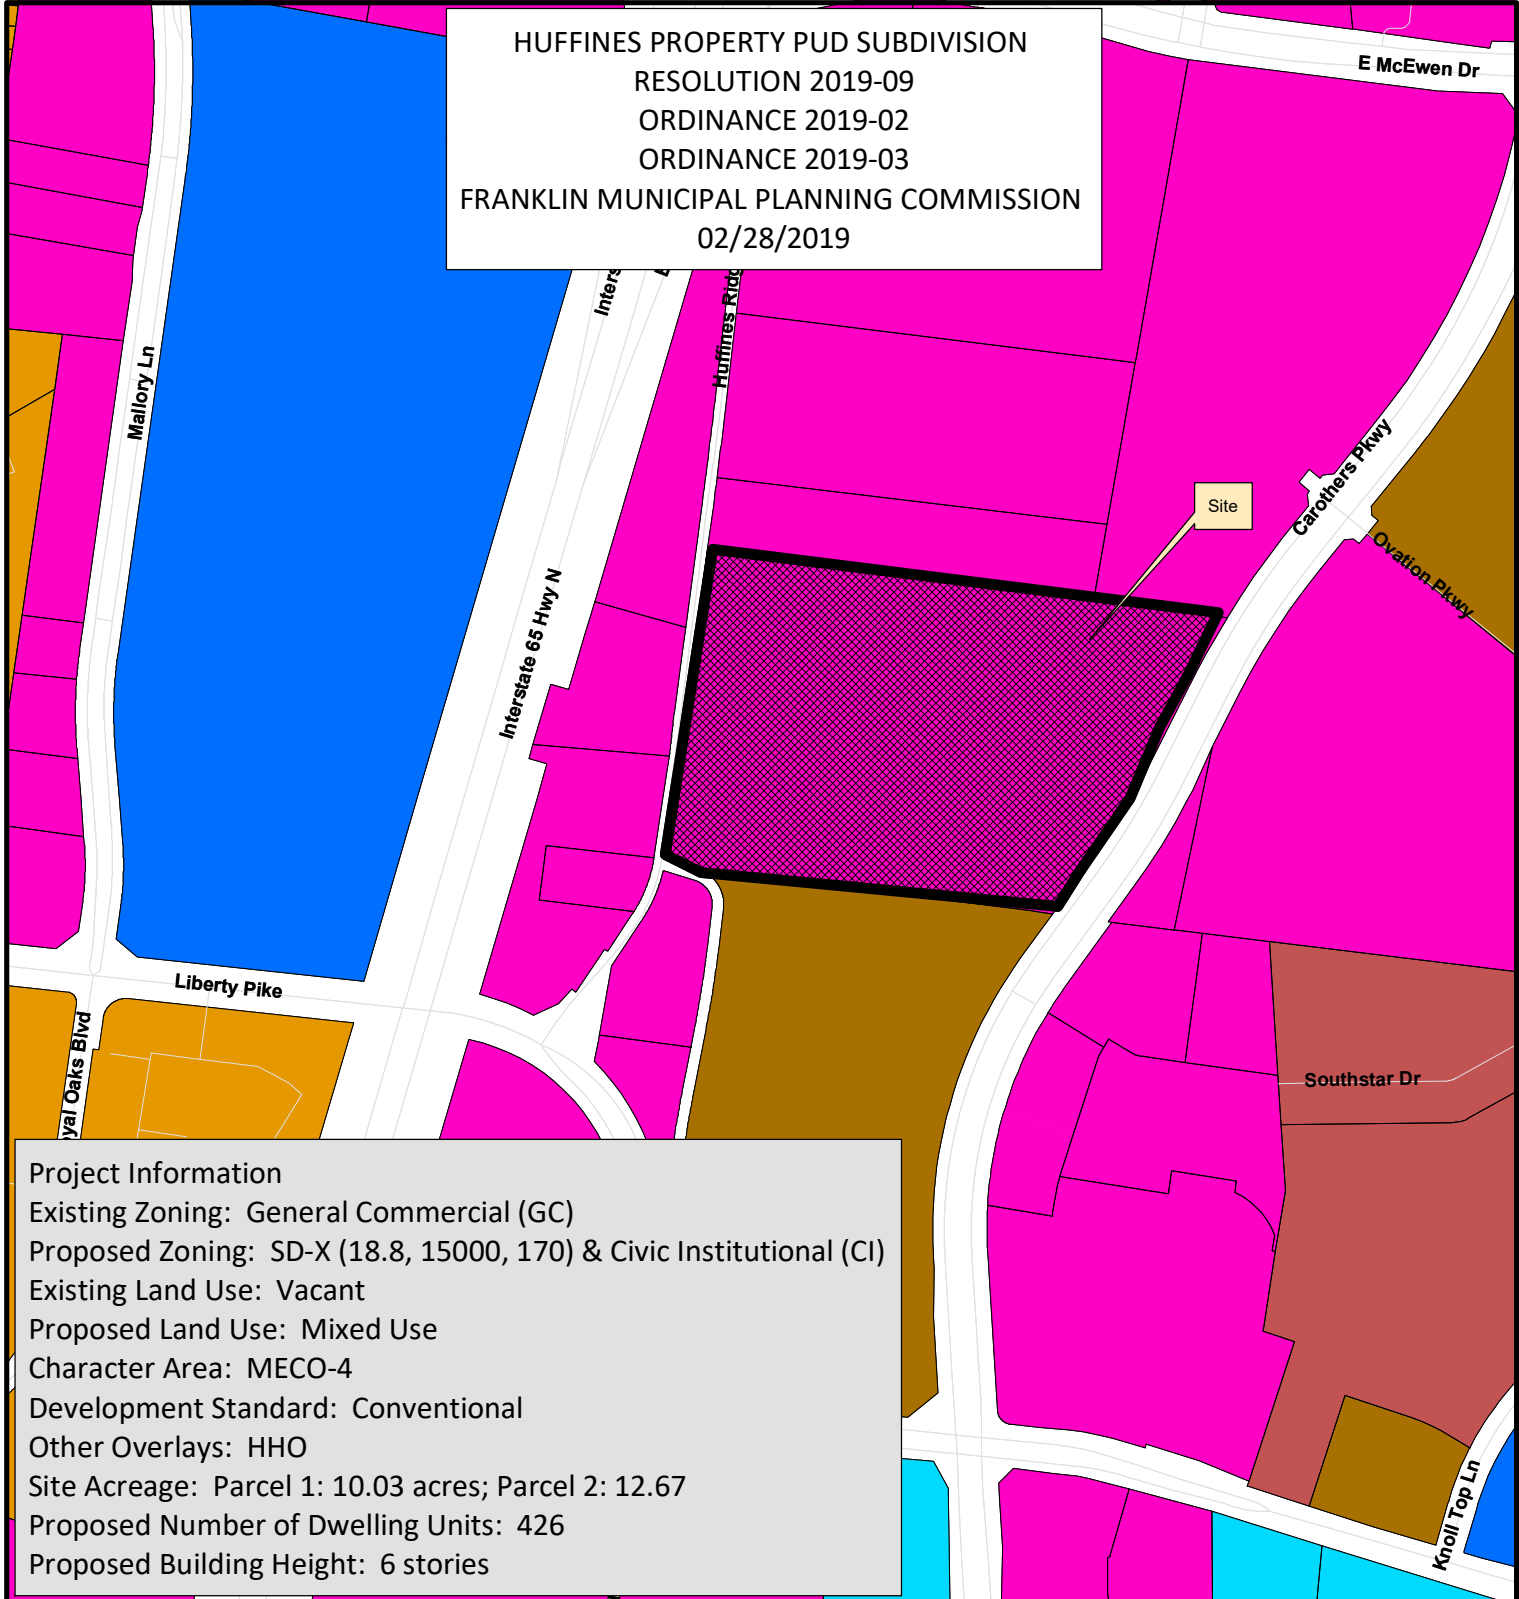 HUFFINES PROPERTY PUD SUBDIVISION
RESOLUTION 2019-09
ORDINANCE 2019-02
ORDINANCE 2019-03
FRANKLIN MUNICIPAL PLANNING COMMISSION
02/28/2019
E McEwen Dr
Huffines
Mallory Ln
Carothers Pkwy
Site
Ovation Pkwy
Interstate 65 Hwy N
Liberty Pike
Oaks Blvd
Southstar Dr
Knoll Top Ln
Project Information
Existing Zoning: General Commercial (GC)
Proposed Zoning: SD-X (18.8, 15000, 170) & Civic Institutional (CI)
Existing Land Use: Vacant
Proposed Land Use: Mixed Use
Character Area: MECO-4
Development Standard: Conventional
Other Overlays: HHO
Site Acreage: Parcel 1: 10.03 acres; Parcel 2: 12.67
Proposed Number of Dwelling Units: 426
Proposed Building Height: 6 stories